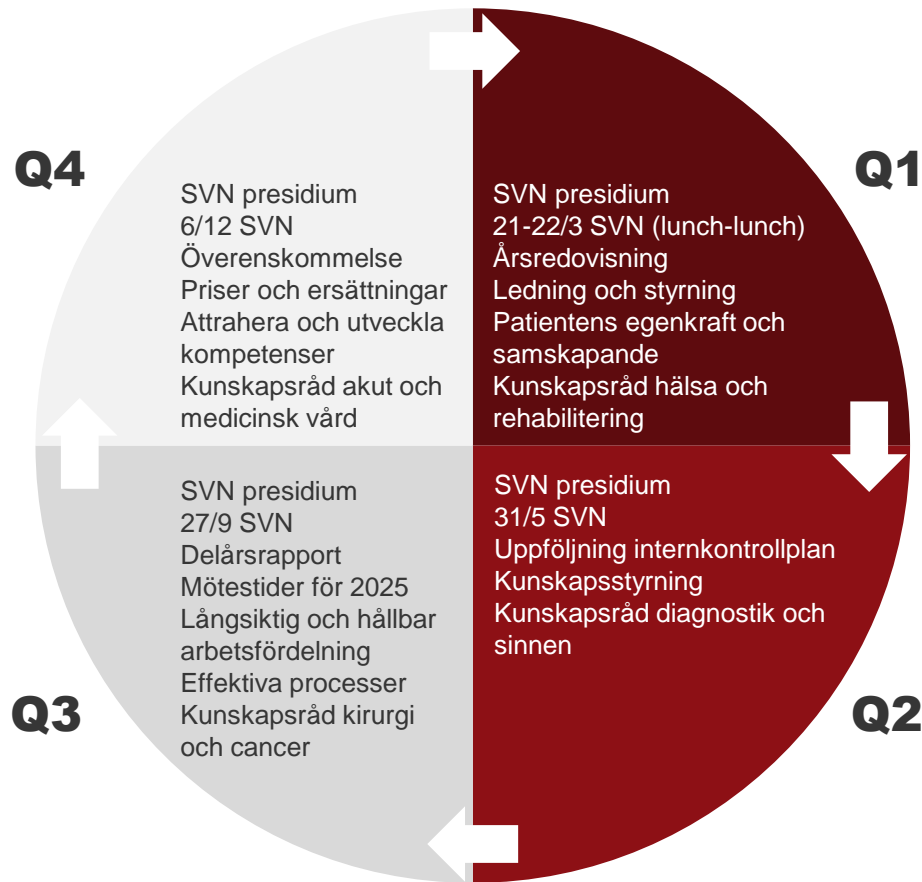 Q4
SVN presidium
6/12 SVN
Överenskommelse
Priser och ersättningar
Attrahera och utveckla
kompetenser
Kunskapsråd akut och
medicinsk vård
Q1
SVN presidium
21-22/3 SVN (lunch-lunch)
Årsredovisning
Ledning och styrning
Patientens egenkraft och
samskapande
Kunskapsråd hälsa och
rehabilitering
Q3
SVN presidium
27/9 SVN
Delårsrapport
Mötestider för 2025
Långsiktig och hållbar
arbetsfördelning
Effektiva processer
Kunskapsråd kirurgi
och cancer
Q2
SVN presidium
31/5 SVN
Uppföljning internkontrollplan
Kunskapsstyrning
Kunskapsråd diagnostik och
sinnen